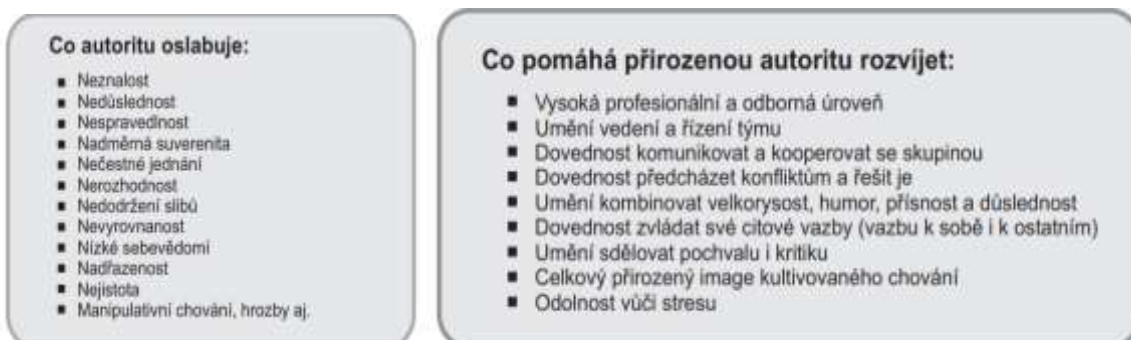 Co autoritu oslabuje:
■ Neznalost
■ Nedůslednost
■ Nespravedlnost
■ Nadměrná suverenita
■ Nečestné jednání
■ Nerozhodnost
■ Nedodržení slibů
■ Nevyrovnanost
■ Nízké sebevědomí
■ Nadřazenost
■ Nejistota
■ Manipulativní chování, hrozby aj.
Co pomáhá přirozenou autoritu rozvíjet:
■ Vysoká profesionální a odborná úroveň
■ Umění vedení a řízení týmu
■ Dovednost komunikovat a kooperovat se skupinou
■ Dovednost předcházet konfliktům a řešit je
■ Umění kombinovat velkorysost, humor, přísnost a důslednost
■ Dovednost zvládat své citové vazby (vazbu k sobě i k ostatním)
■ Umění sdělovat pochvalu i kritiku
■ Celkový přirozený image kultivovaného chování
■ Odolnost vůči stresu